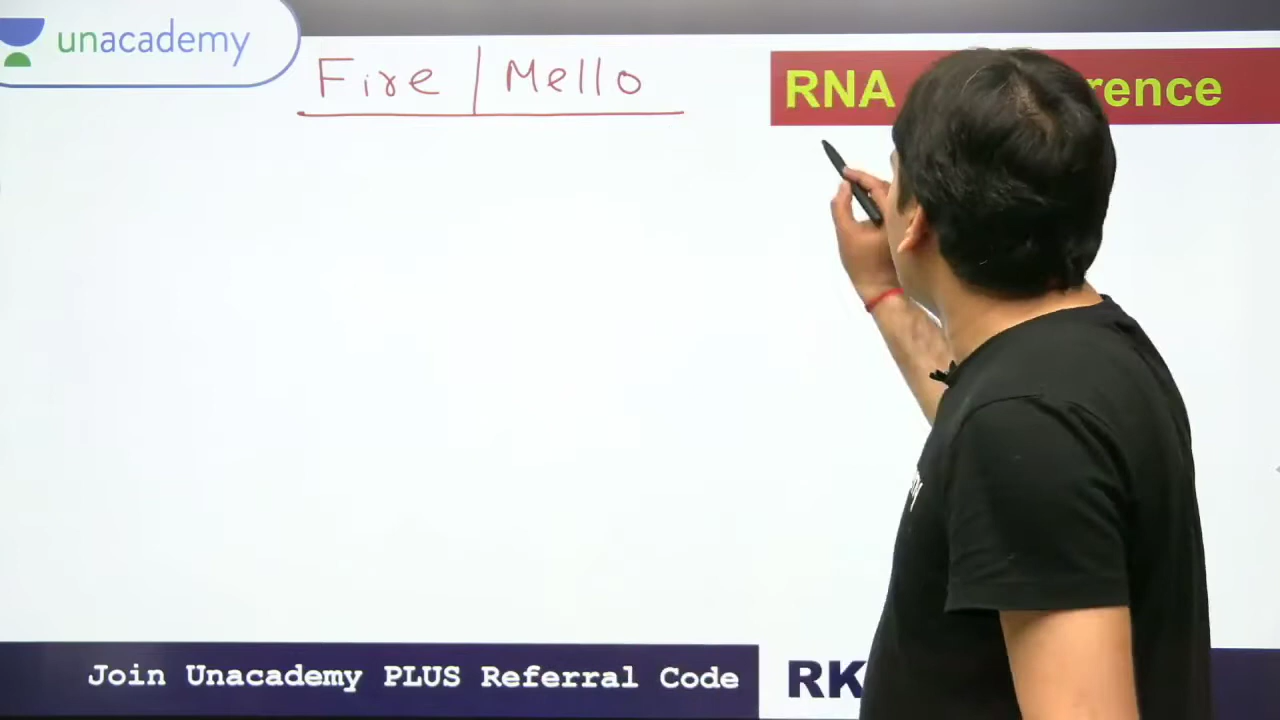 unacademy
Fire | Mello
RNA rence
Join Unacademy PLUS Referral Code
RK